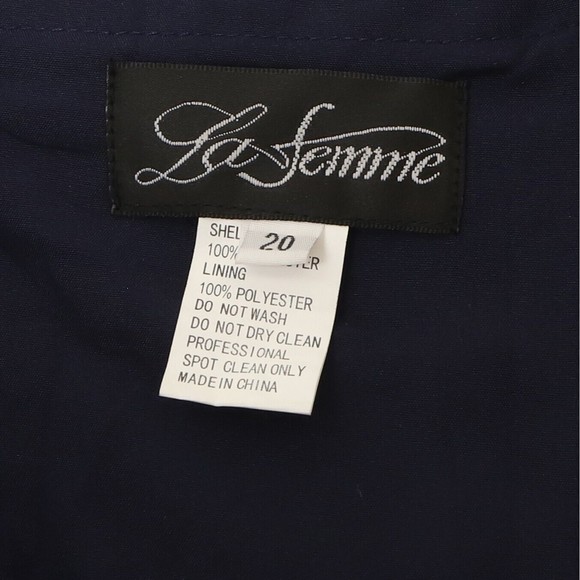 La Femme
20
SHEL
100% TER
LINING
100% POLYESTER
DO NOT WASH
DO NOT DRY CLEAN
PROFESSIONAL
SPOT CLEAN ONLY
MADE IN CHINA